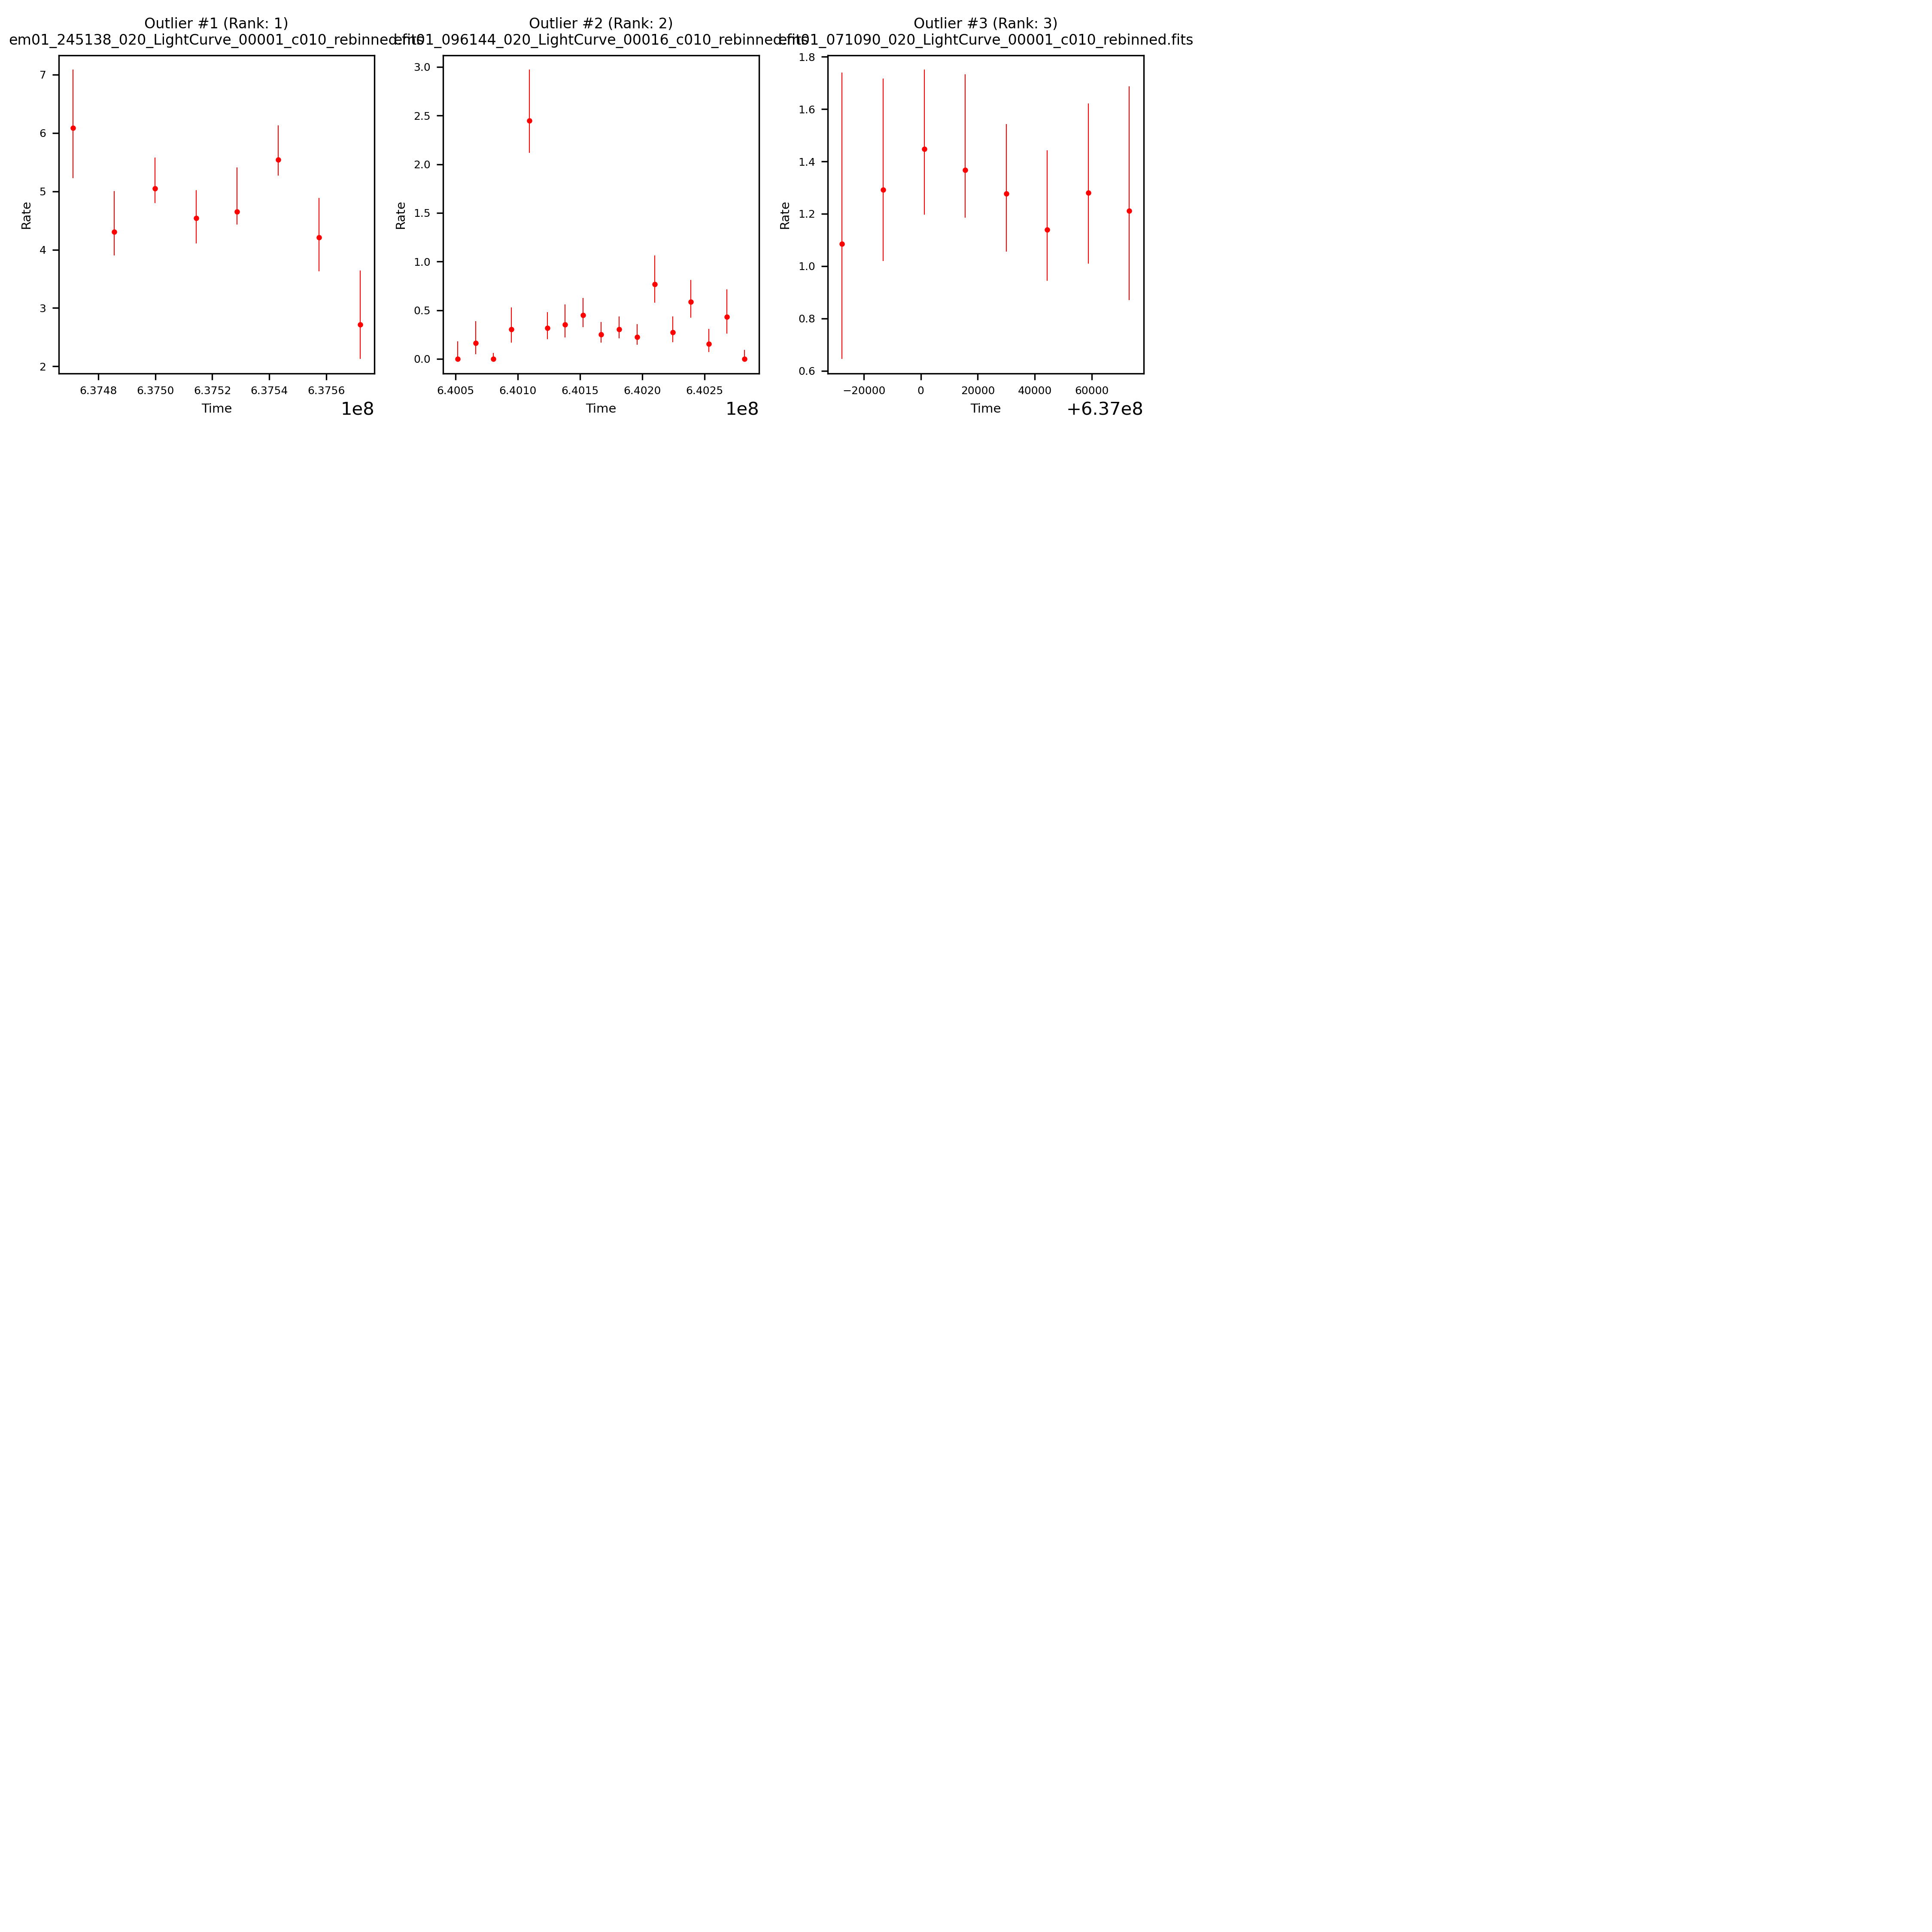 Outlier #1 (Rank: 1)
em01_245138_020_LightCurve_00001_c010_rebinned.fits
7
6
5
4
3
2
Rate
6.3748 6.3750 6.3752 6.3754 6.3756
Time
1e8
Outlier #2 (Rank: 2)
em01_096144_020_LightCurve_00016_c010_rebinned.fits
3.0
2.5
2.0
1.5
1.0
0.5
0.0
Rate
6.4005 6.4010 6.4015 6.4020 6.4025
Time
1e8
Outlier #3 (Rank: 3)
em01_071090_020_LightCurve_00001_c010_rebinned.fits
1.8
1.6
1.4
1.2
1.0
0.8
0.6
Rate
−20000 0 20000 40000 60000
Time
+6.37e8